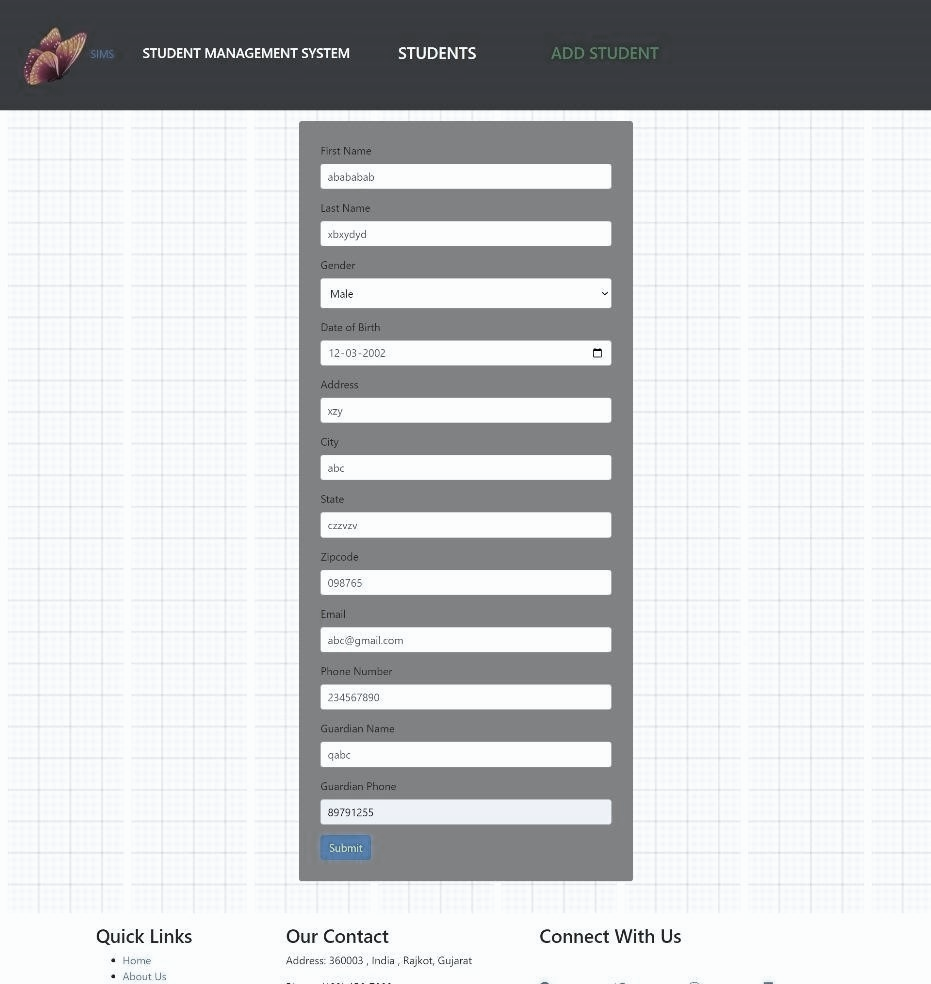 SIMS STUDENT MANAGEMENT SYSTEM STUDENTS ADD STUDENT
First Name
abababab
Last Name
xbxydyd
Gender
Male
Date of Birth
12-03-2002
Address
xzy
City
abc
State
czzvzv
Zipcode
098765
Email
abc@gmail.com
Phone Number
234567890
Guardian Name
qabc
Guardian Phone
89791255
Submit
Quick Links Our Contact Connect With Us
Home Address: 360003 , India , Rajkot, Gujarat
About Us